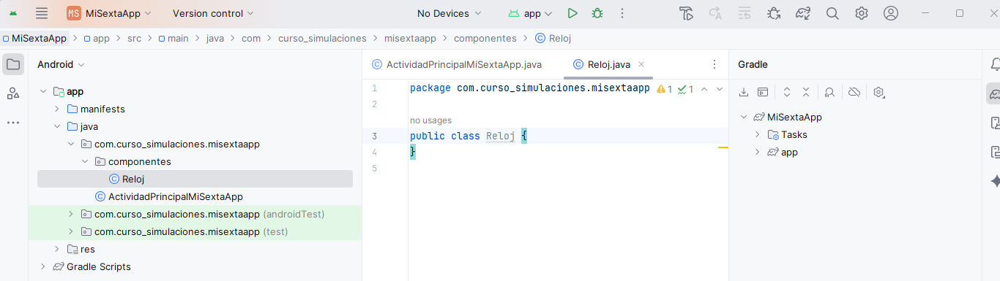 MS MiSextaApp Version control No Devices app
MiSextaApp app src main java com curso_simulaciones misextaapp componentes Reloj
Android
app
manifests
java
com.curso_simulaciones.misextaapp
componentes
Reloj
ActividadPrincipalMiSextaApp
com.curso_simulaciones.misextaapp (androidTest)
com.curso_simulaciones.misextaapp (test)
res
Gradle Scripts
ActividadPrincipalMiSextaApp.java Reloj.java
1 package com.curso_simulaciones.misextaapp 1 1
2
no usages
3 public class Reloj {
4 }
5
Gradle
MiSextaApp
Tasks
app